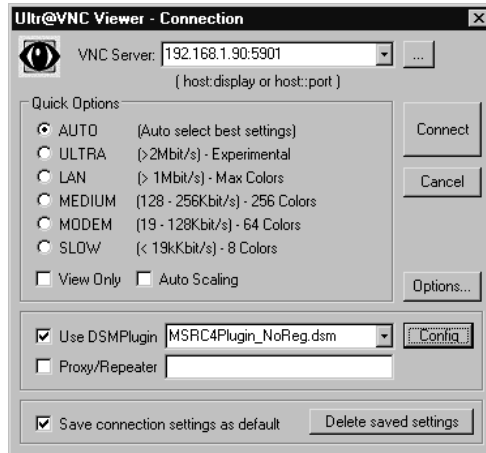 Ultr@VNC Viewer - Connection
VNC Server: 192.168.1.90:5901 ...
( host:display or host::port )
Quick Options
AUTO (Auto select best settings)
ULTRA (>2Mbit/s) - Experimental
LAN (> 1Mbit/s) - Max Colors
MEDIUM (128 - 256Kbit/s) - 256 Colors
MODEM (19 - 128Kbit/s) - 64 Colors
SLOW (< 19kKbit/s) - 8 Colors
View Only Auto Scaling
Connect
Cancel
Options...
Use DSMPlugin MSRC4Plugin_NoReg.dsm Config
Proxy/Repeater
Save connection settings as default Delete saved settings